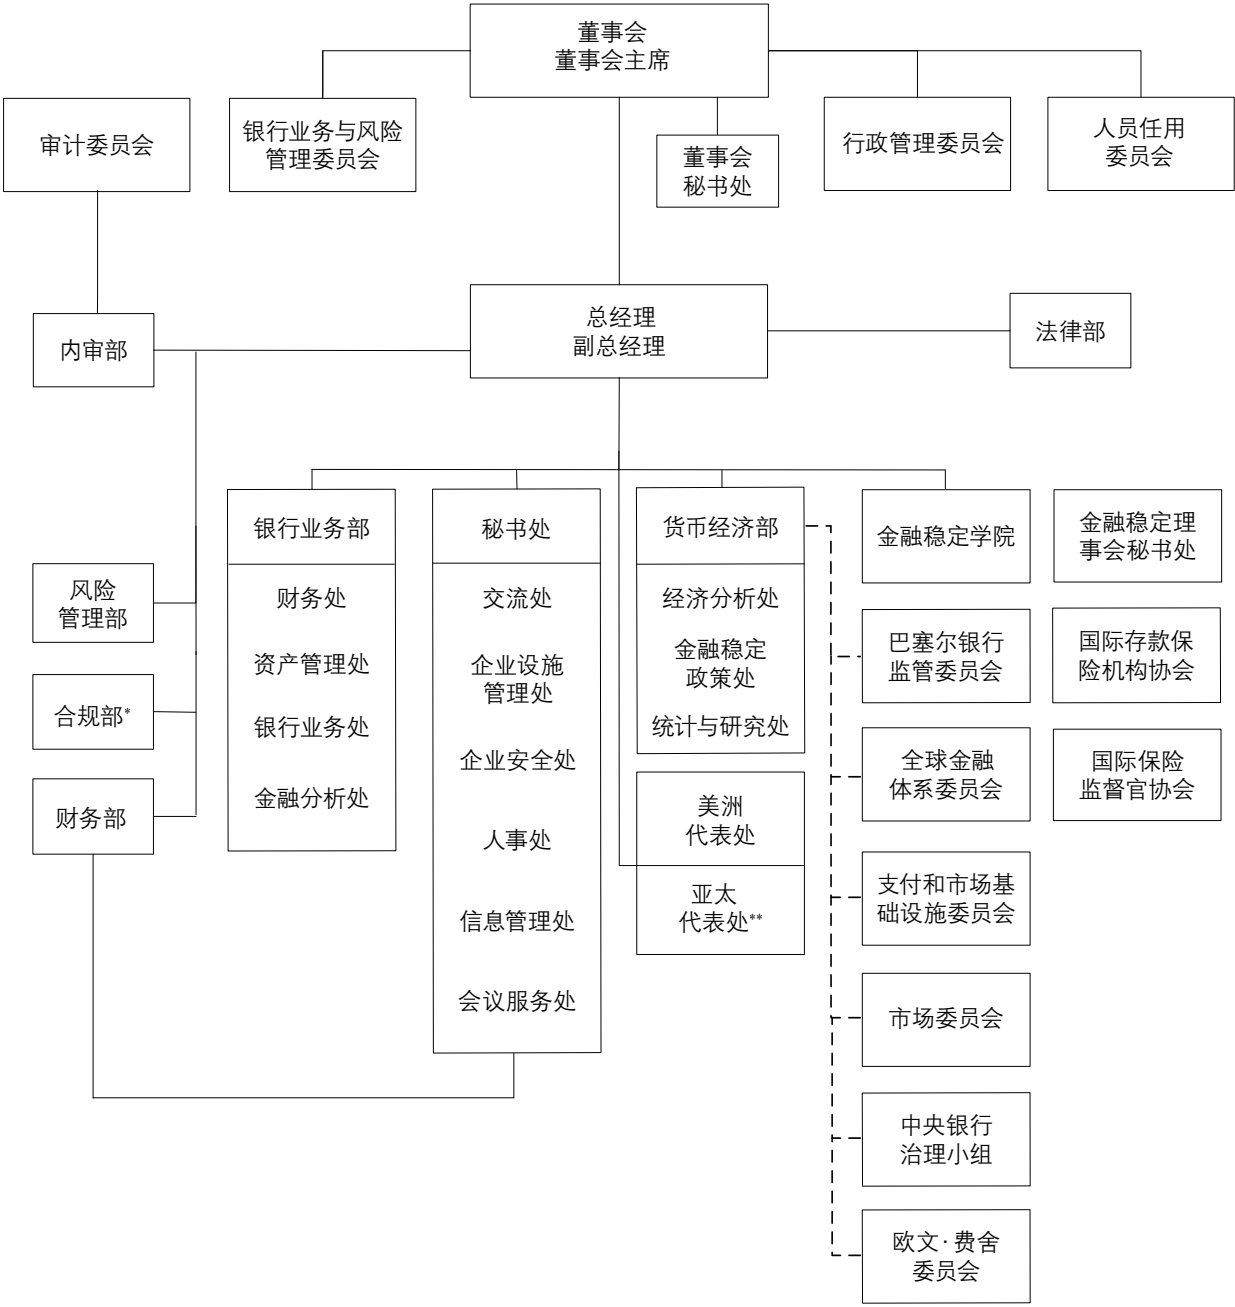 董事会
董事会主席
审计委员会
银行业务与风险
管理委员会
董事会
秘书处
行政管理委员会
人员任用
委员会
内审部
总经理
副总经理
法律部
风险
管理部
合规部*
财务部
银行业务部
财务处
资产管理处
银行业务处
金融分析处
秘书处
交流处
企业设施
管理处
企业安全处
人事处
信息管理处
会议服务处
货币经济部
经济分析处
金融稳定
政策处
统计与研究处
美洲
代表处
亚太
代表处**
金融稳定学院
金融稳定理
事会秘书处
巴塞尔银行
监管委员会
国际存款保
险机构协会
全球金融
体系委员会
国际保险
监督官协会
支付和市场基
础设施委员会
市场委员会
中央银行
治理小组
欧文·费舍
委员会